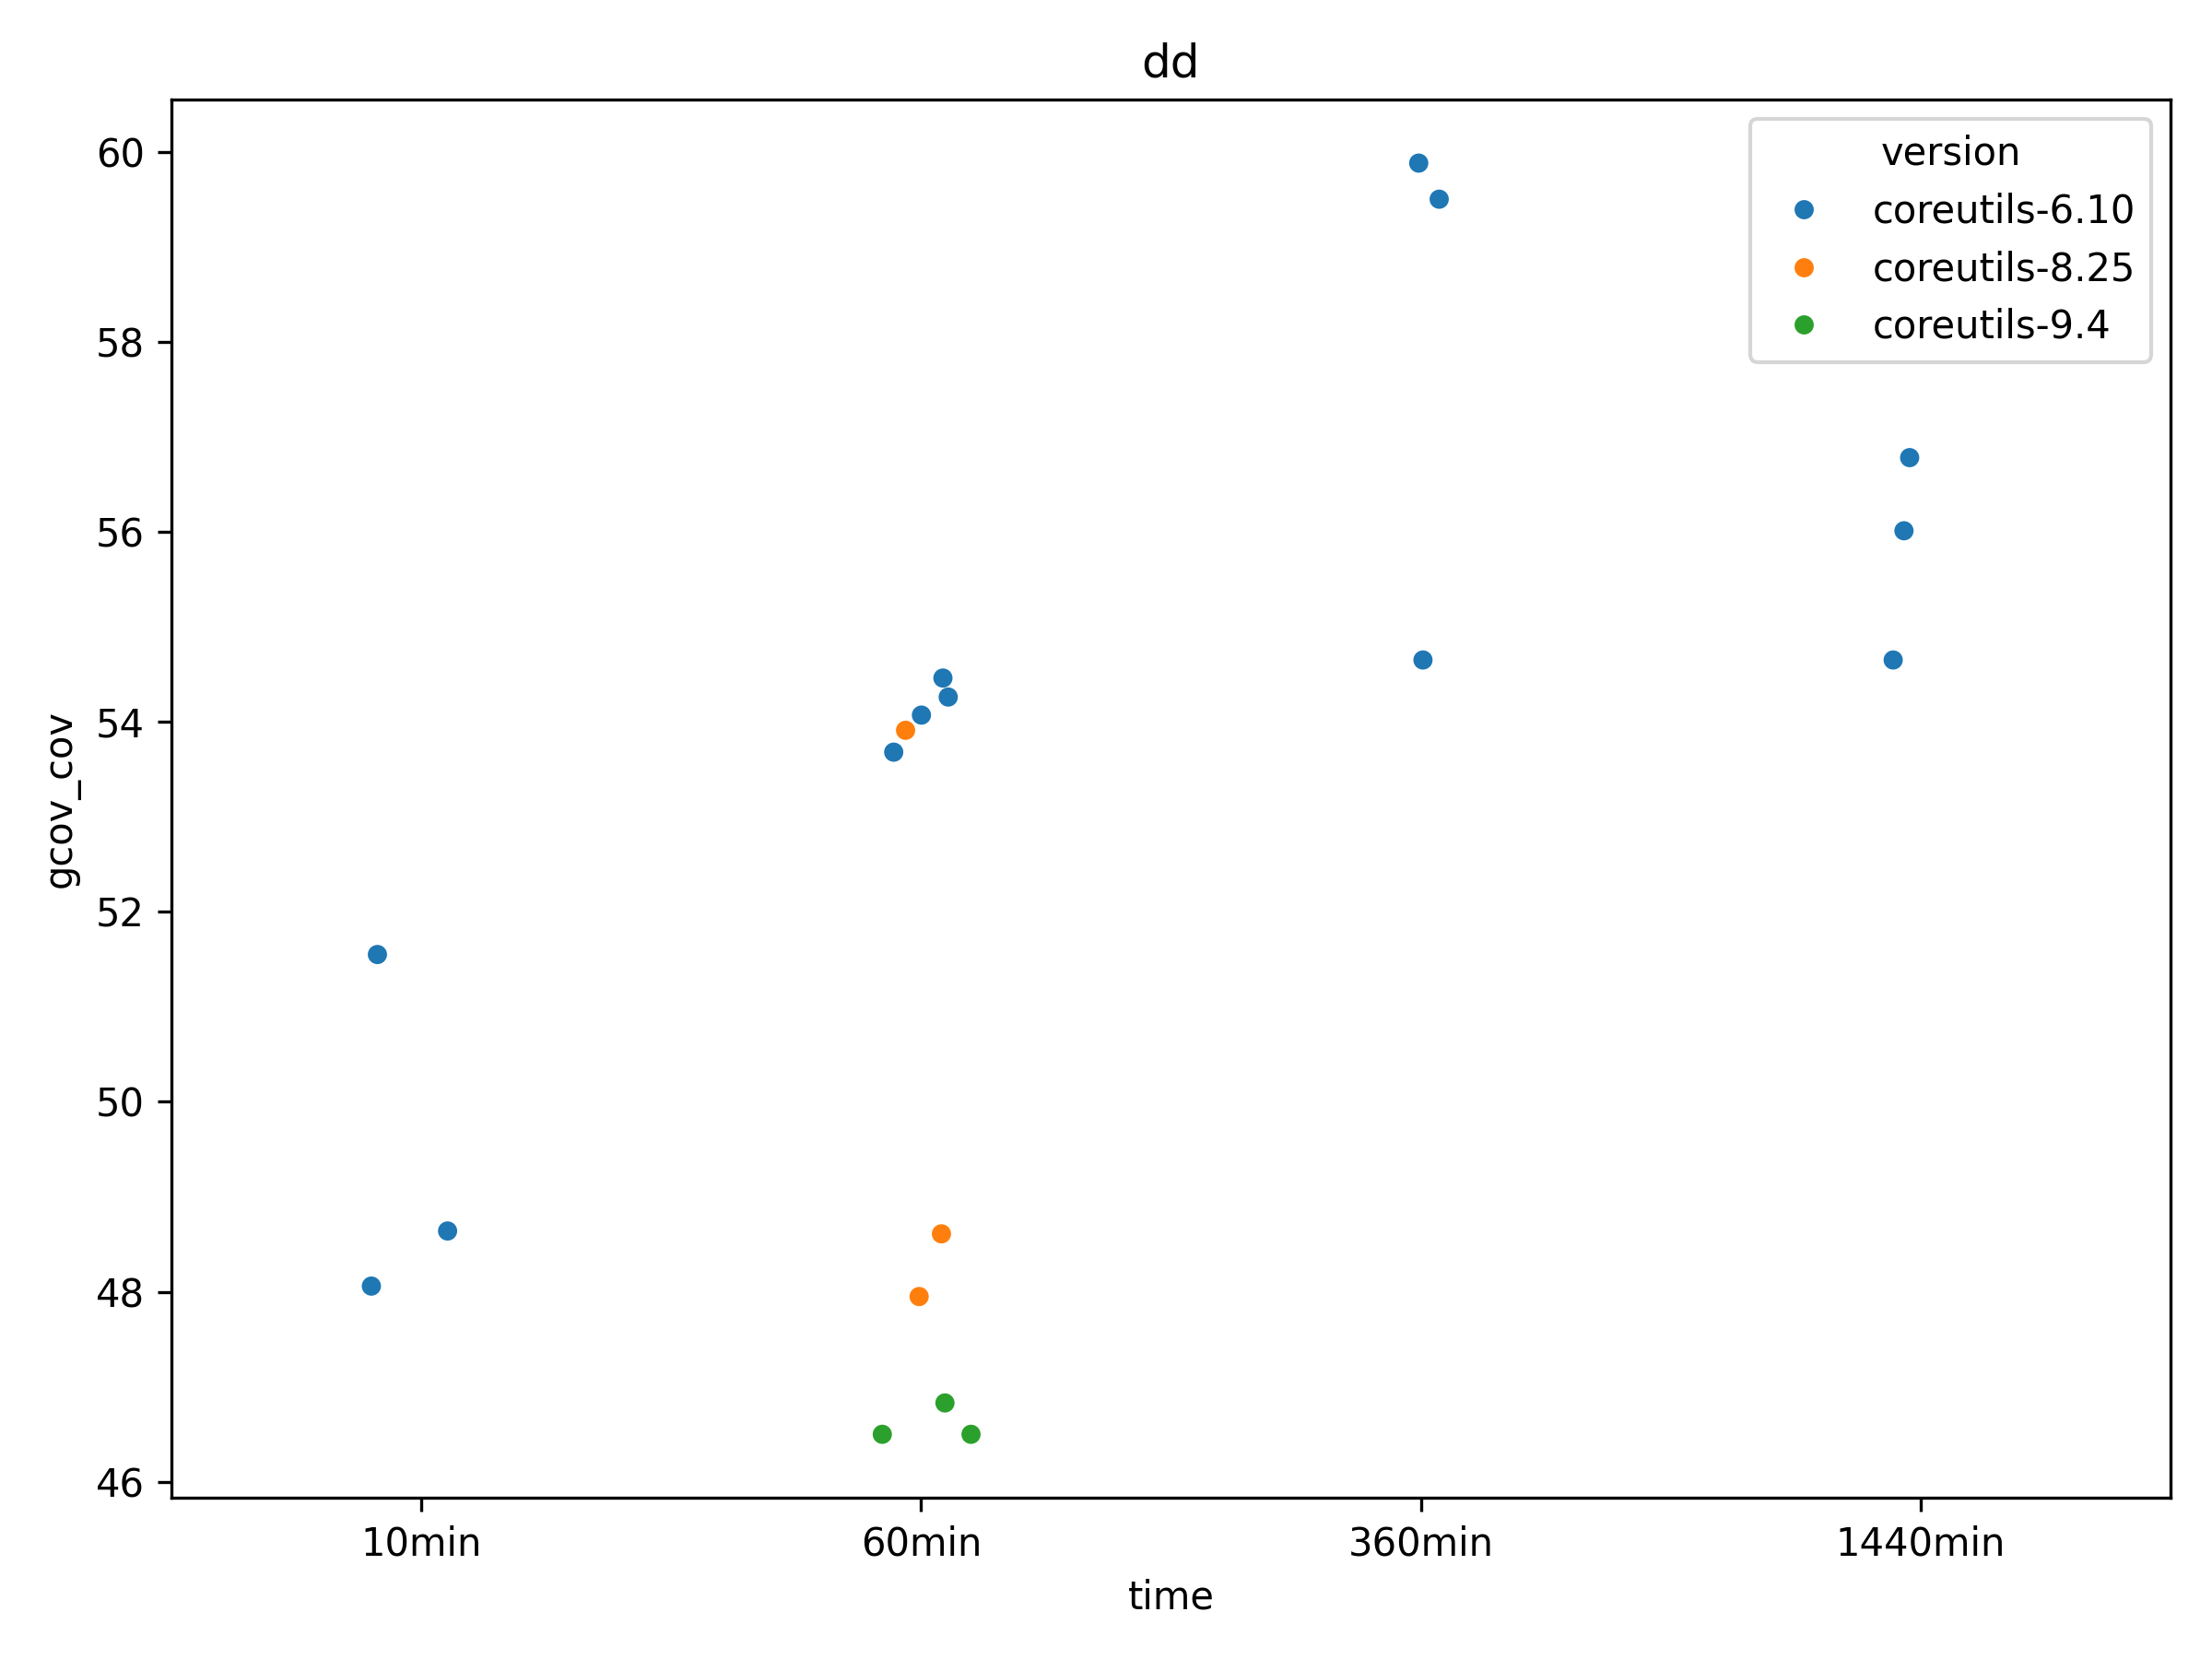 dd
version
coreutils-6.10
coreutils-8.25
coreutils-9.4
gcov_cov
60
58
56
54
52
50
48
46
10min 60min 360min 1440min
time